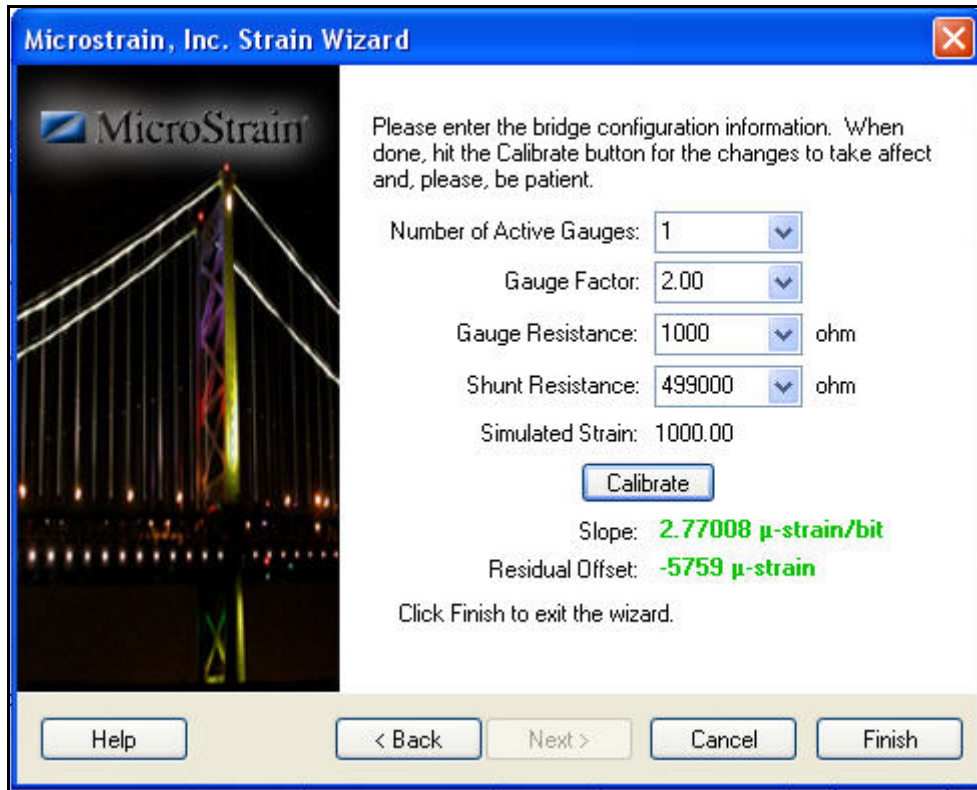 Microstrain, Inc. Strain Wizard
MicroStrain
Please enter the bridge configuration information. When
done, hit the Calibrate button for the changes to take affect
and, please, be patient.
Number of Active Gauges: 1
Gauge Factor: 2.00
Gauge Resistance: 1000 ohm
Shunt Resistance: 499000 ohm
Simulated Strain: 1000.00
Calibrate
Slope: 2.77008 μ-strain/bit
Residual Offset: -5759 μ-strain
Click Finish to exit the wizard.
Help < Back Next > Cancel Finish